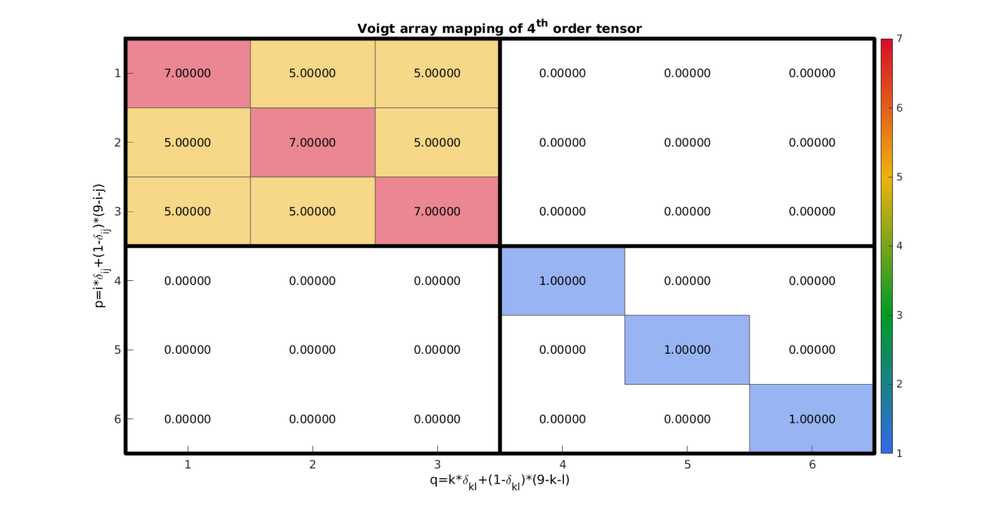 Voigt array mapping of 4th order tensor
7
1 7.00000 5.00000 5.00000 0.00000 0.00000 0.00000
6
2 5.00000 7.00000 5.00000 0.00000 0.00000 0.00000
5
3 5.00000 5.00000 7.00000 0.00000 0.00000 0.00000
p=i*δij+(1-δij)*(9-i-j)
4
4 0.00000 0.00000 0.00000 1.00000 0.00000 0.00000
3
5 0.00000 0.00000 0.00000 0.00000 1.00000 0.00000
2
6 0.00000 0.00000 0.00000 0.00000 0.00000 1.00000
1
1 2 3 4 5 6
q=k*δkl+(1-δkl)*(9-k-l)